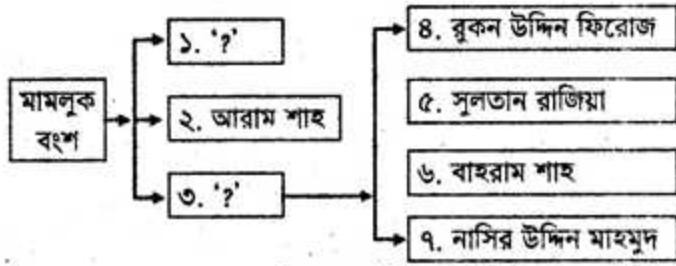 মামলুক
বংশ
১. ‘?’
২. আরাম শাহ
৩. ‘?’
৪. রুকন উদ্দিন ফিরোজ
৫. সুলতান রাজিয়া
৬. বাহরাম শাহ
৭. নাসির উদ্দিন মাহমুদ